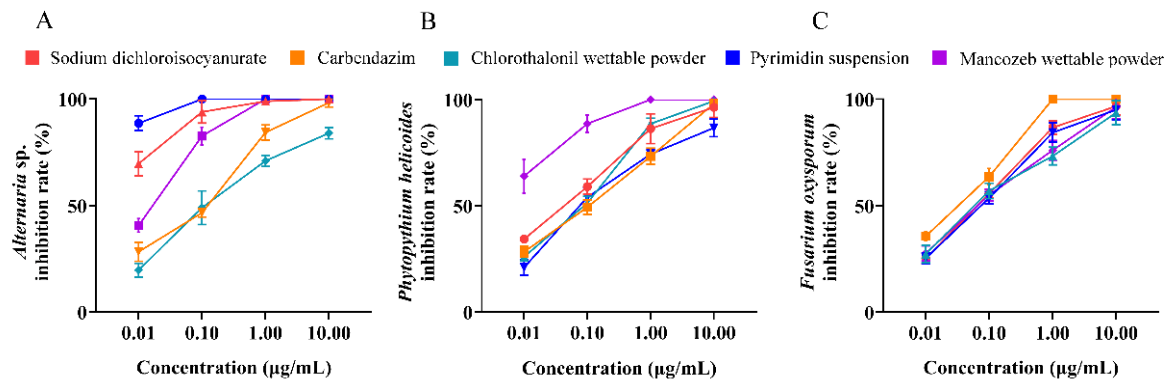 A B C
Sodium dichloroisocyanurate Carbendazim Chlorothalonil wettable powder Pyrimidin suspension Mancozeb wettable powder
Alternaria sp.
inhibition rate (%)
100
50
0
0.01 0.10 1.00 10.00
Concentration (μg/mL)
Phytopythium helicoides
inhibition rate (%)
100
50
0
0.01 0.10 1.00 10.00
Concentration (μg/mL)
Fusarium oxysporum
inhibition rate (%)
100
50
0
0.01 0.10 1.00 10.00
Concentration (μg/mL)